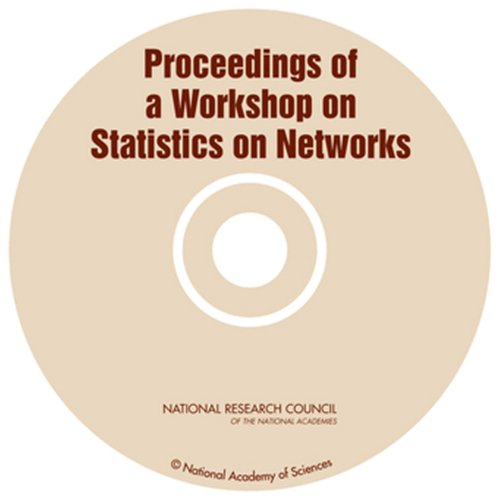 Proceedings of
a Workshop on
Statistics on Networks
NATIONAL RESEARCH COUNCIL
OF THE NATIONAL ACADEMIES
© National Academy of Sciences